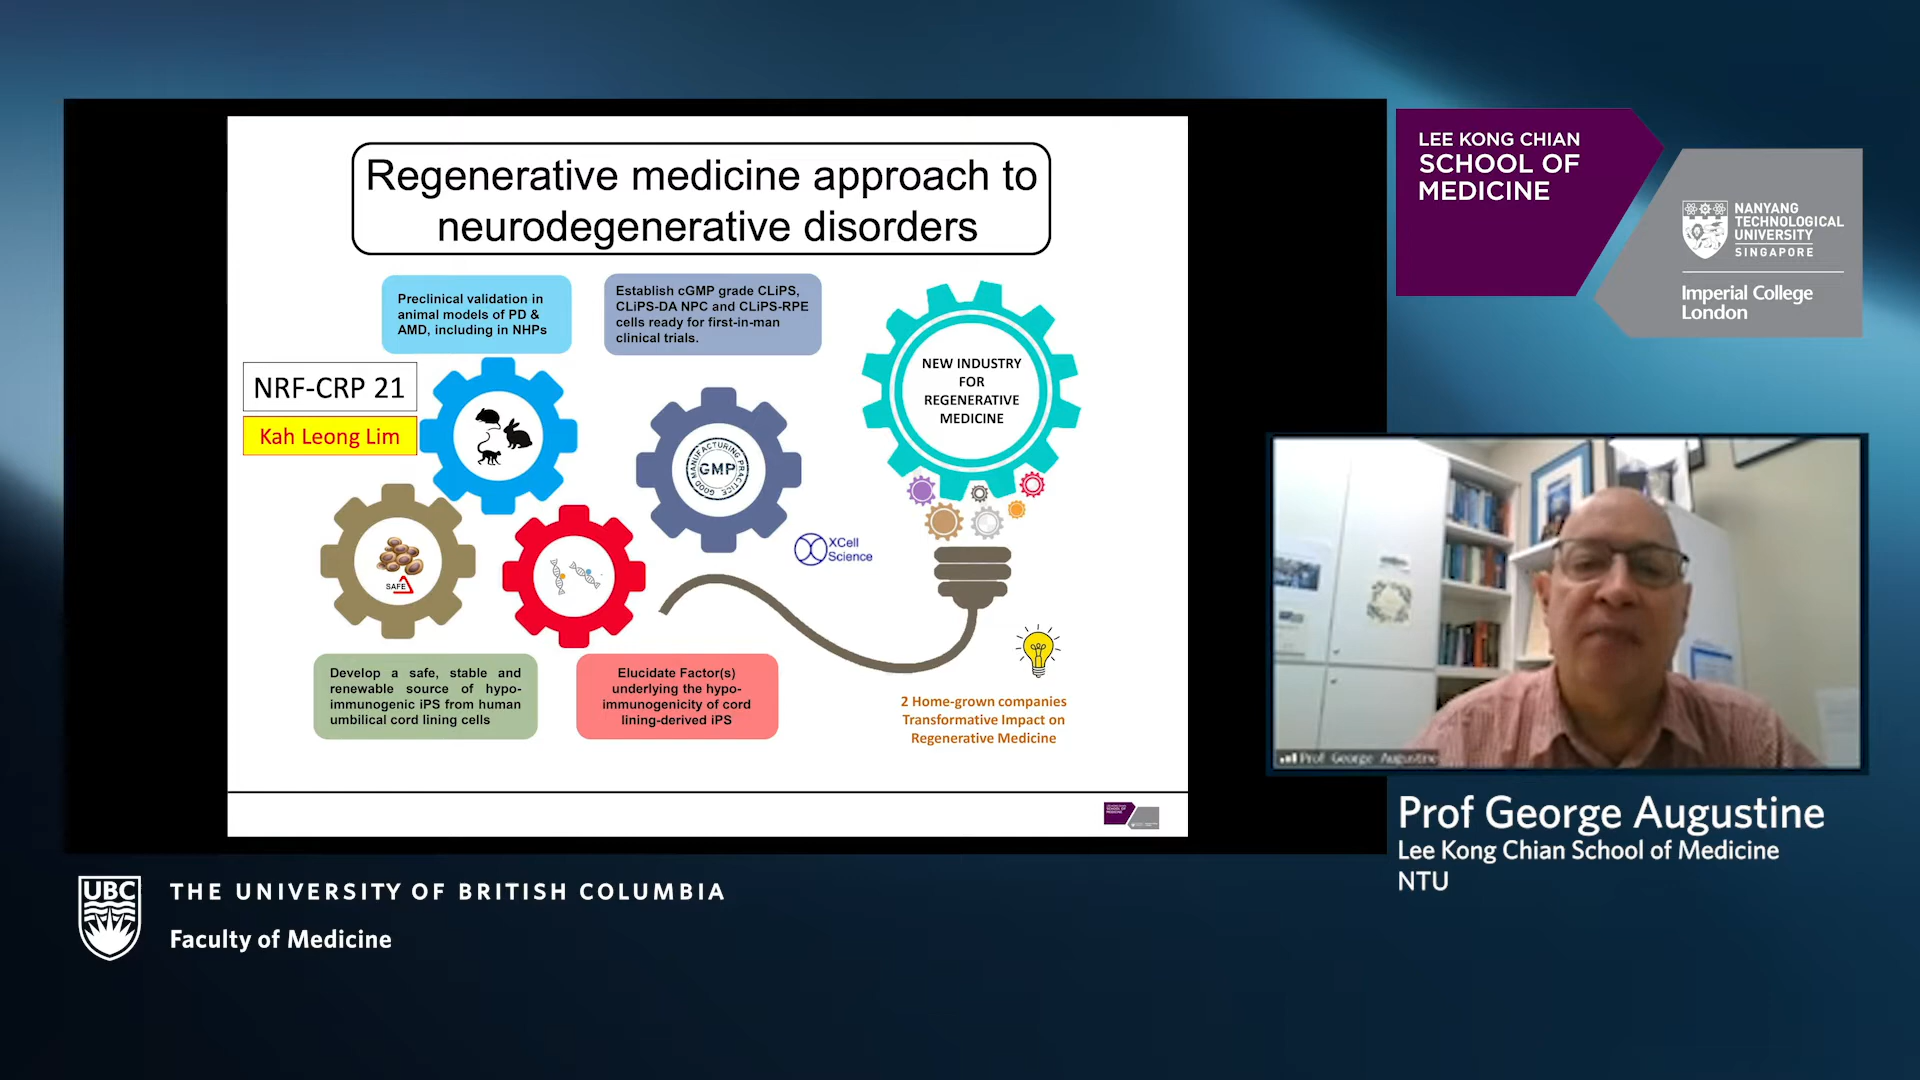 Regenerative medicine approach to
neurodegenerative disorders
Preclinical validation in
animal models of PD &
AMD, including in NHPs
Establish cGMP grade CLiPS,
CLiPS-DA NPC and CLiPS-RPE
cells ready for first-in-man
clinical trials.
NEW INDUSTRY
FOR
REGENERATIVE
MEDICINE
NRF-CRP 21
Kah Leong Lim
GOOD MANUFACTURING PRACTICE
GMP
SAFE
XCell
Science
Develop a safe, stable and
renewable source of hypo-
immunogenic iPS from human
umbilical cord lining cells
Elucidate Factor(s)
underlying the hypo-
immunogenicity of cord
lining-derived iPS
2 Home-grown companies
Transformative Impact on
Regenerative Medicine
LEE KONG CHIAN
SCHOOL OF
MEDICINE
NANYANG
TECHNOLOGICAL
UNIVERSITY
SINGAPORE
Imperial College
London
Prof George Augustine
Prof George Augustine
Lee Kong Chian School of Medicine
NTU
UBC
THE UNIVERSITY OF BRITISH COLUMBIA
Faculty of Medicine